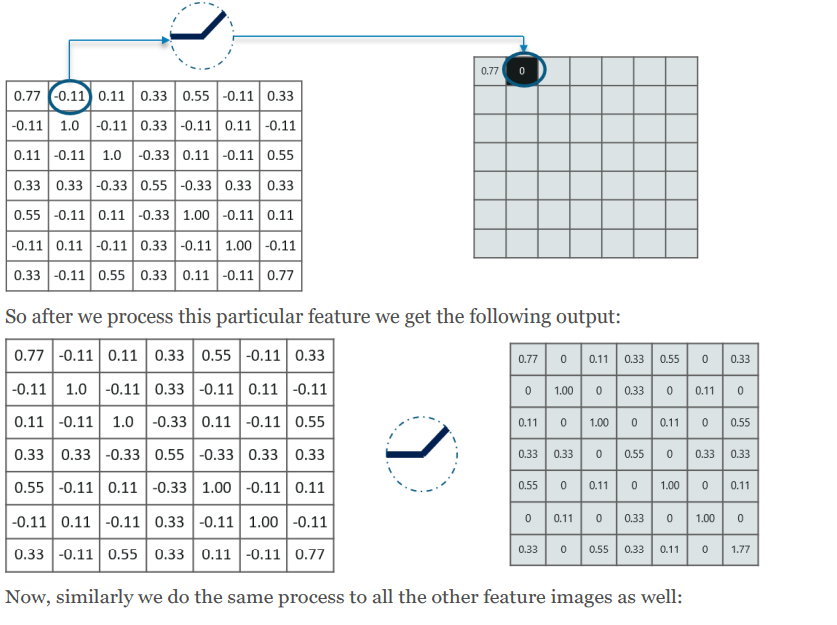 0.77 0
0.77 -0.11 0.11 0.33 0.55 -0.11 0.33
-0.11 1.0 -0.11 0.33 -0.11 0.11 -0.11
0.11 -0.11 1.0 -0.33 0.11 -0.11 0.55
0.33 0.33 -0.33 0.55 -0.33 0.33 0.33
0.55 -0.11 0.11 -0.33 1.00 -0.11 0.11
-0.11 0.11 -0.11 0.33 -0.11 1.00 -0.11
0.33 -0.11 0.55 0.33 0.11 -0.11 0.77
So after we process this particular feature we get the following output:
0.77 -0.11 0.11 0.33 0.55 -0.11 0.33
-0.11 1.0 -0.11 0.33 -0.11 0.11 -0.11
0.11 -0.11 1.0 -0.33 0.11 -0.11 0.55
0.33 0.33 -0.33 0.55 -0.33 0.33 0.33
0.55 -0.11 0.11 -0.33 1.00 -0.11 0.11
-0.11 0.11 -0.11 0.33 -0.11 1.00 -0.11
0.33 -0.11 0.55 0.33 0.11 -0.11 0.77
0.77 0 0.11 0.33 0.55 0 0.33
0 1.00 0 0.33 0 0.11 0
0.11 0 1.00 0 0.11 0 0.55
0.33 0.33 0 0.55 0 0.33 0.33
0.55 0 0.11 0 1.00 0 0.11
0 0.11 0 0.33 0 1.00 0
0.33 0 0.55 0.33 0.11 0 1.77
Now, similarly we do the same process to all the other feature images as well: